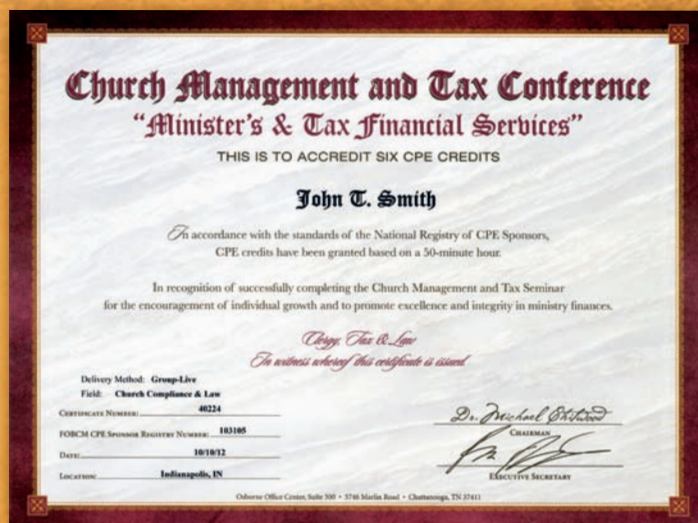 Church Management and Tax Conference
“Minister's & Tax Financial Services”
THIS IS TO ACCREDIT SIX CPE CREDITS
John T. Smith
In accordance with the standards of the National Registry of CPE Sponsors,
CPE credits have been granted based on a 50-minute hour.
In recognition of successfully completing the Church Management and Tax Seminar
for the encouragement of individual growth and to promote excellence and integrity in ministry finances.
Clergy, Tax & Law
In witness whereof this certificate is issued
Delivery Method: Group-Live
Field: Church Compliance & Law
CERTIFICATE NUMBER: 40224
FOBCM CPE SPONSOR REGISTRY NUMBER: 103105
DATE: 10/10/12
LOCATION: Indianapolis, IN
Dr. Michael Chitwood
CHAIRMAN
EXECUTIVE SECRETARY
Osborne Office Center, Suite 500 • 5746 Marlin Road • Chattanooga, TN 37411